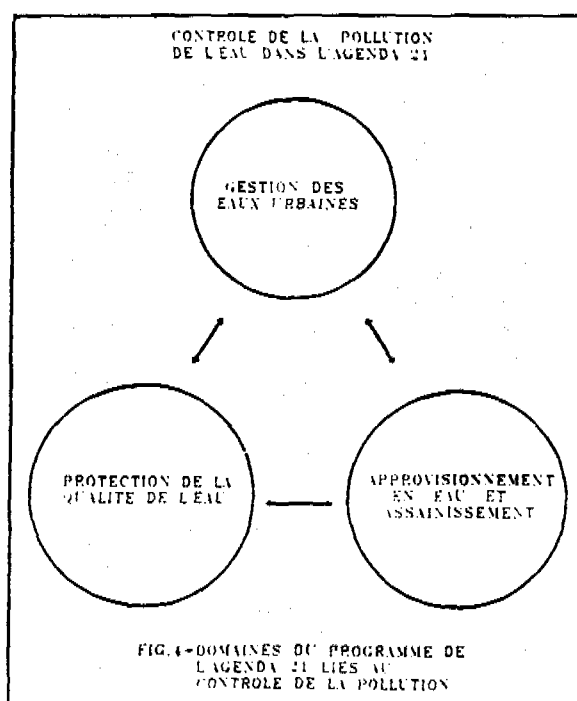 CONTROLE DE LA POLLUTION
DE L'EAU DANS L'AGENDA 21
GESTION DES
EAUX URBAINES
PROTECTION DE LA
QUALITE DE L'EAU
APPROVISIONNEMENT
EN EAU ET
ASSAINISSEMENT
FIG.4-DOMAINES DU PROGRAMME DE
L'AGENDA 21 LIES AU
CONTROLE DE LA POLLUTION